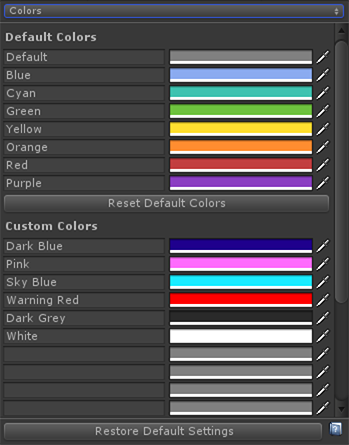 Colors
Default Colors
Default
Blue
Cyan
Green
Yellow
Orange
Red
Purple
Reset Default Colors
Custom Colors
Dark Blue
Pink
Sky Blue
Warning Red
Dark Grey
White
Restore Default Settings
?